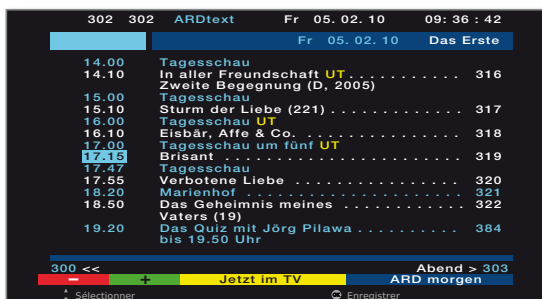 302 302 ARDtext Fr 05. 02. 10 09: 36 : 42
Fr 05. 02. 10 Das Erste
14.00 Tagesschau
14.10 In aller Freundschaft UT . . . . . . . . . . . 316
Zweite Begegnung (D, 2005)
15.00 Tagesschau
15.10 Sturm der Liebe (221) . . . . . . . . . . . . . 317
16.00 Tagesschau UT
16.10 Eisbär, Affe & Co. . . . . . . . . . . . . . . . 318
17.00 Tagesschau um fünf UT
17.15 Brisant . . . . . . . . . . . . . . . . . . . . . . . 319
17.47 Tagesschau
17.55 Verbotene Liebe . . . . . . . . . . . . . . . . 320
18.20 Marienhof . . . . . . . . . . . . . . . . . . . . 321
18.50 Das Geheimnis meines . . . . . . . . . . . 322
Vaters (19)
19.20 Das Quiz mit Jörg Pilawa . . . . . . . . . . 384
bis 19.50 Uhr
300 << Abend > 303
− + Jetzt im TV ARD morgen
Sélectionner Enregistrer